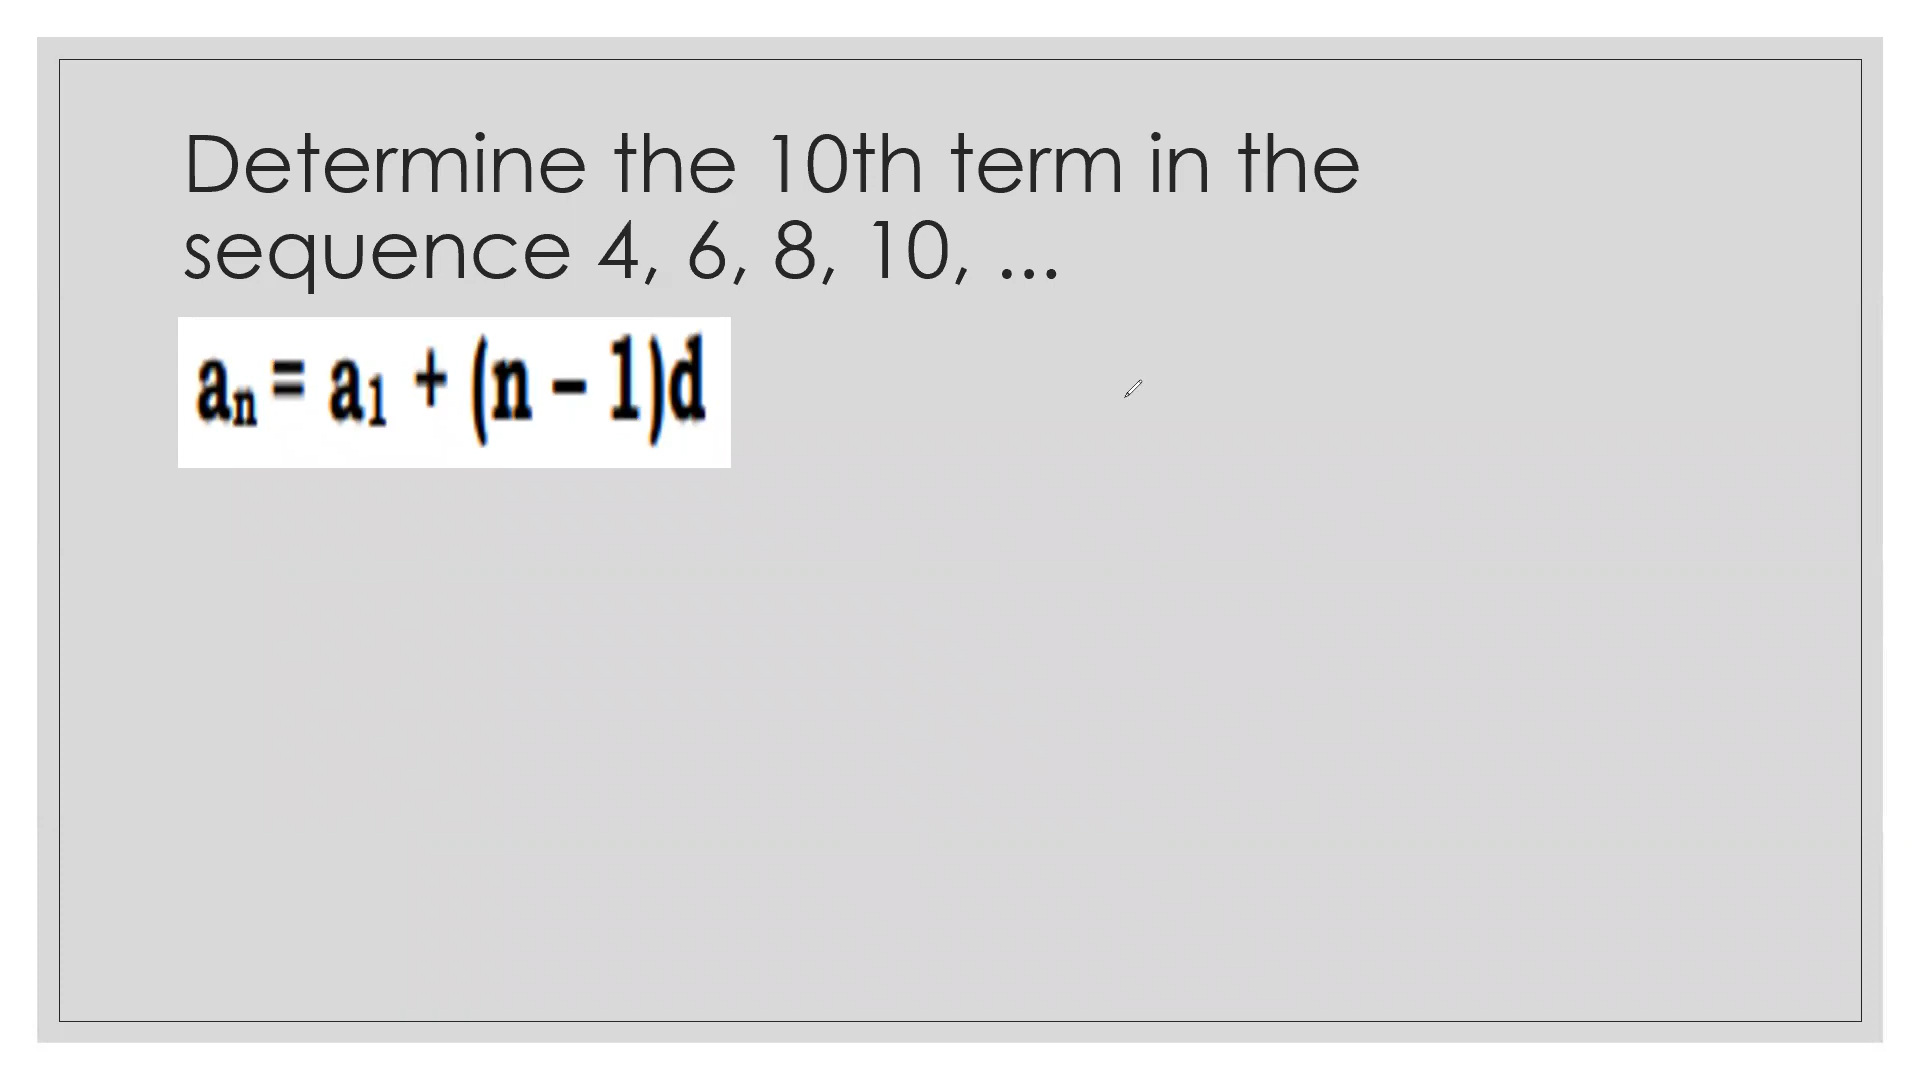 Determine the 10th term in the
sequence 4, 6, 8, 10, ...
aₙ = a₁ + (n – 1)d